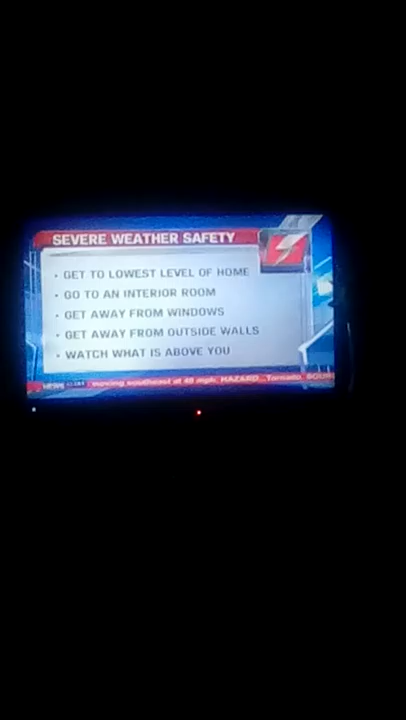 SEVERE WEATHER SAFETY
• GET TO LOWEST LEVEL OF HOME
• GO TO AN INTERIOR ROOM
• GET AWAY FROM WINDOWS
• GET AWAY FROM OUTSIDE WALLS
• WATCH WHAT IS ABOVE YOU
NEWS moving southeast at 40 mph. HAZARD...Tornado.